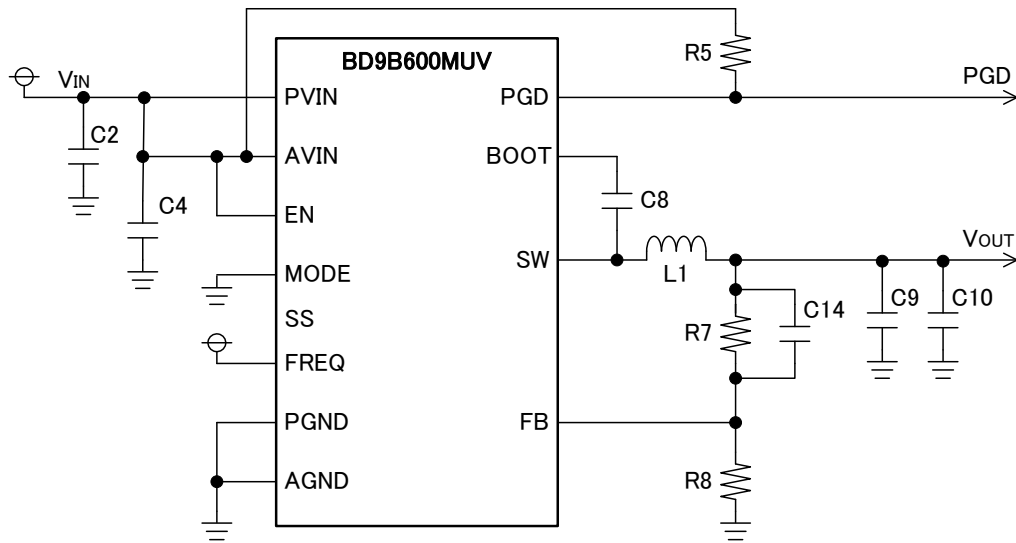 BD9B600MUV
R5
PGD
VIN
PVIN
PGD
C2
AVIN
BOOT
C4
C8
EN
VOUT
SW
MODE
L1
C14
C9
C10
SS
R7
FREQ
PGND
FB
AGND
R8